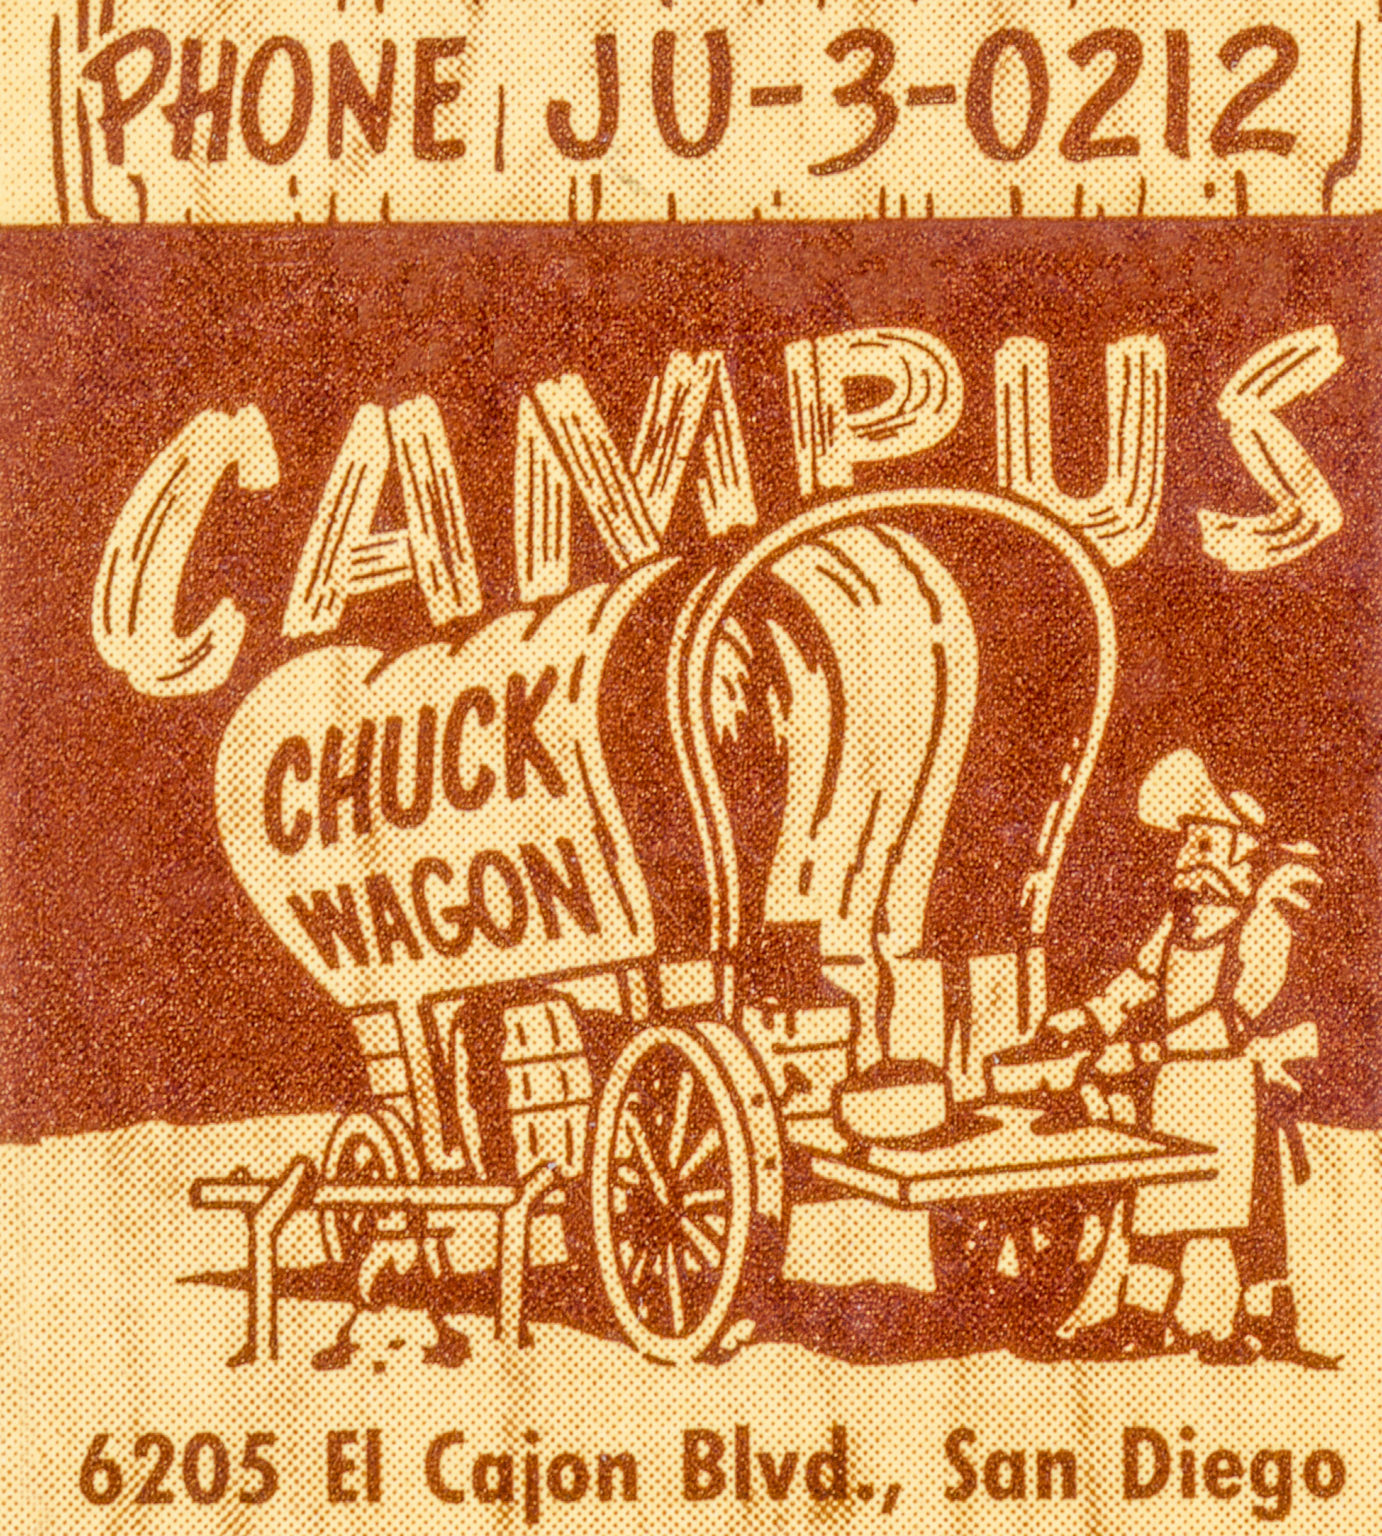 PHONE JU-3-0212
CAMPUS
CHUCK
WAGON
6205 El Cajon Blvd., San Diego